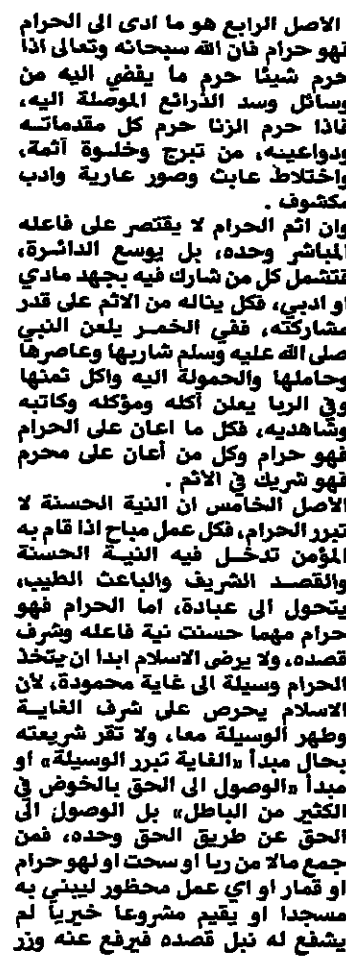 الاصل الرابع هو ما ادى الى الحرام
فهو حرام فان الله سبحانه وتعالى اذا
حرم شيئا حرم ما يفضي اليه من
وسائل وسد الذرائع الموصلة اليه،
فاذا حرم الزنا حرم كل مقدماته
ودواعيه، من تبرج وخلوة آثمة،
واختلاط عابث وصور عارية وادب
مكشوف .
وان اثم الحرام لا يقتصر على فاعله
المباشر وحده، بل يوسع الدائرة،
فتشمل كل من شارك فيه بجهد مادي
او ادبي، فكل يناله من الاثم على قدر
مشاركته، ففي الخمر يلعن النبي
صلى الله عليه وسلم شاربها وعاصرها
وحاملها والحمولة اليه واكل ثمنها
وفي الربا يعلن آكله ومؤكله وكاتبه
وشاهديه، فكل ما اعان على الحرام
فهو حرام وكل من أعان على محرم
فهو شريك في الاثم .
الاصل الخامس ان النية الحسنة لا
تبرر الحرام، فكل عمل مباح اذا قام به
المؤمن تدخل فيه النية الحسنة
والقصد الشريف والباعث الطيب،
يتحول الى عبادة، اما الحرام فهو
حرام مهما حسنت نية فاعله وشرف
قصده، ولا يرضى الاسلام ابدا ان يتخذ
الحرام وسيلة الى غاية محمودة، لأن
الاسلام يحرص على شرف الغاية
وطهر الوسيلة معا، ولا تقر شريعته
بحال مبدأ «الغاية تبرر الوسيلة» او
مبدأ «الوصول الى الحق بالخوض في
الكثير من الباطل» بل الوصول الى
الحق عن طريق الحق وحده، فمن
جمع مالا من ربا او سحت او لهو حرام
او قمار او اي عمل محظور ليبني به
مسجدا او يقيم مشروعا خيريا لم
يشفع له نبل قصده فيرفع عنه وزر